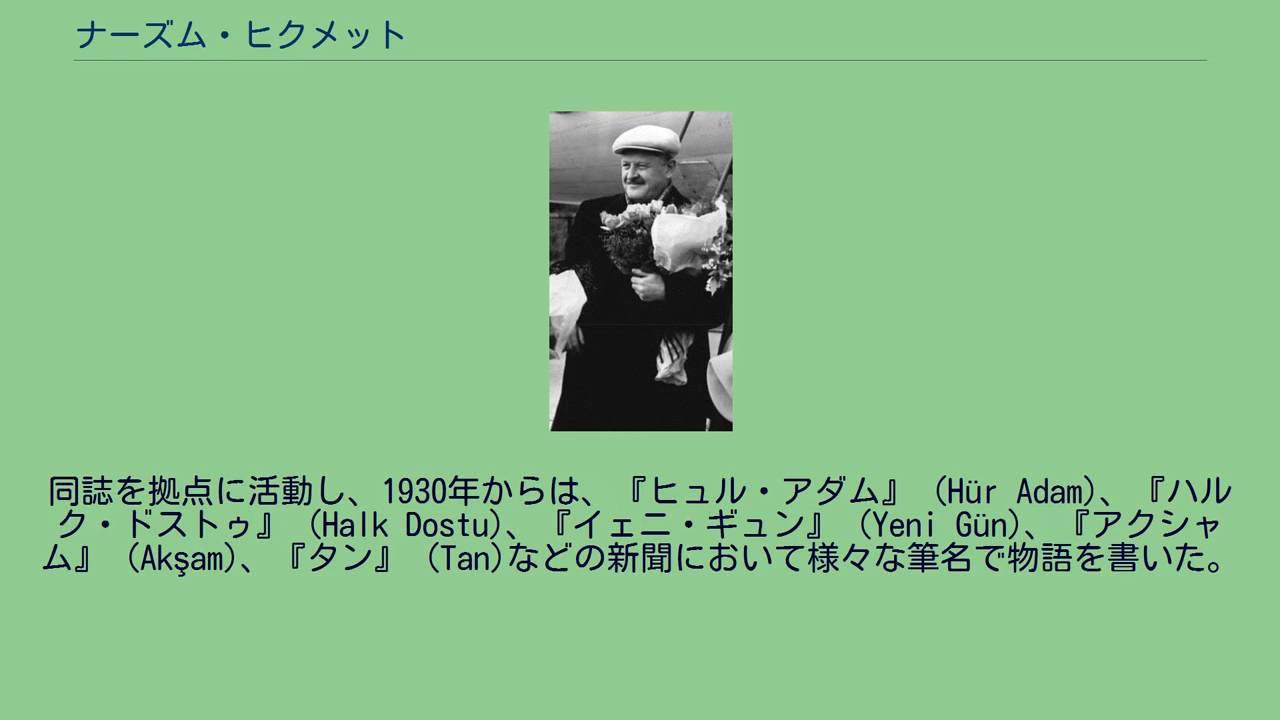 ナーズム・ヒクメット
同誌を拠点に活動し、1930年からは、『ヒュル・アダム』（Hür Adam)、『ハル
ク・ドストゥ』（Halk Dostu)、『イェニ・ギュン』（Yeni Gün)、『アクシャ
ム』（Akşam)、『タン』（Tan)などの新聞において様々な筆名で物語を書いた。